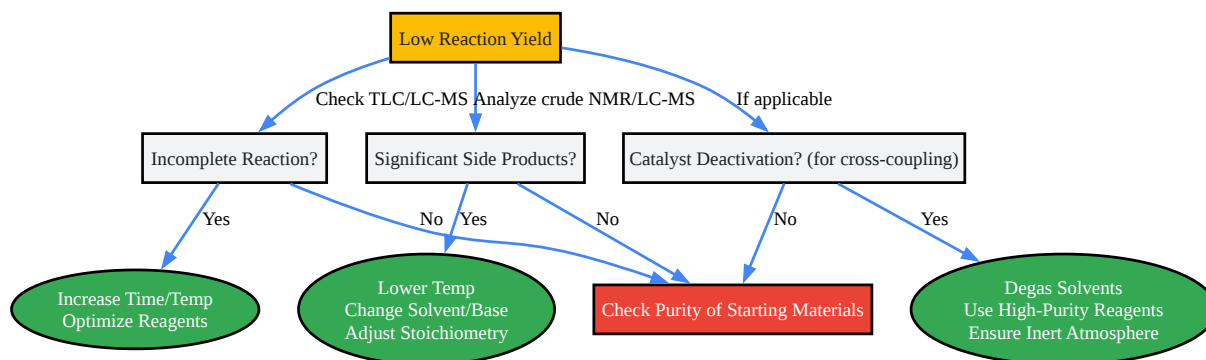 Low Reaction Yield
Check TLC/LC-MS
Analyze crude NMR/LC-MS
If applicable
Incomplete Reaction?
Significant Side Products?
Catalyst Deactivation? (for cross-coupling)
Yes
No
Yes
No
No
Yes
Increase Time/Temp
Optimize Reagents
Lower Temp
Change Solvent/Base
Adjust Stoichiometry
Check Purity of Starting Materials
Degas Solvents
Use High-Purity Reagents
Ensure Inert Atmosphere